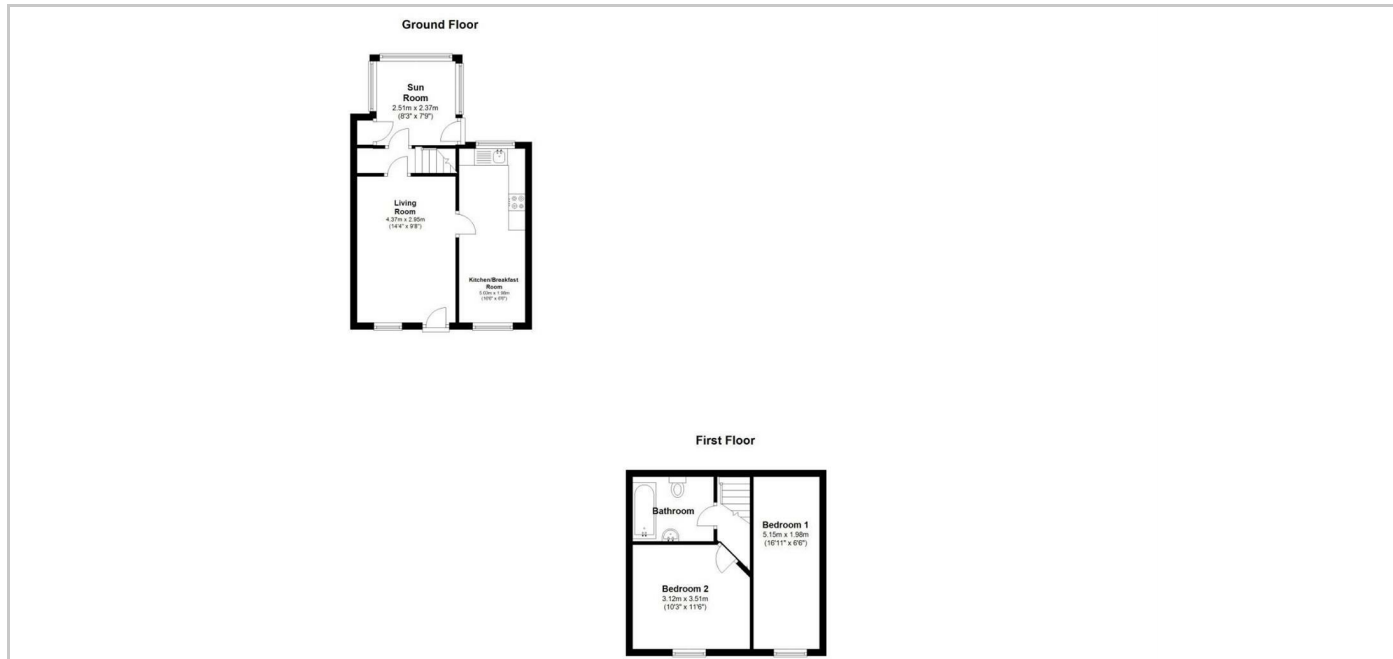 Ground Floor
Sun
Room
2.51m x 2.37m
(8'3" x 7'9")
Living
Room
4.37m x 2.95m
(14'4" x 9'8")
Kitchen/Breakfast
Room
First Floor
Bathroom
Bedroom 1
5.15m x 1.98m
(16'11" x 6'6")
Bedroom 2
3.12m x 3.51m
(10'3" x 11'6")